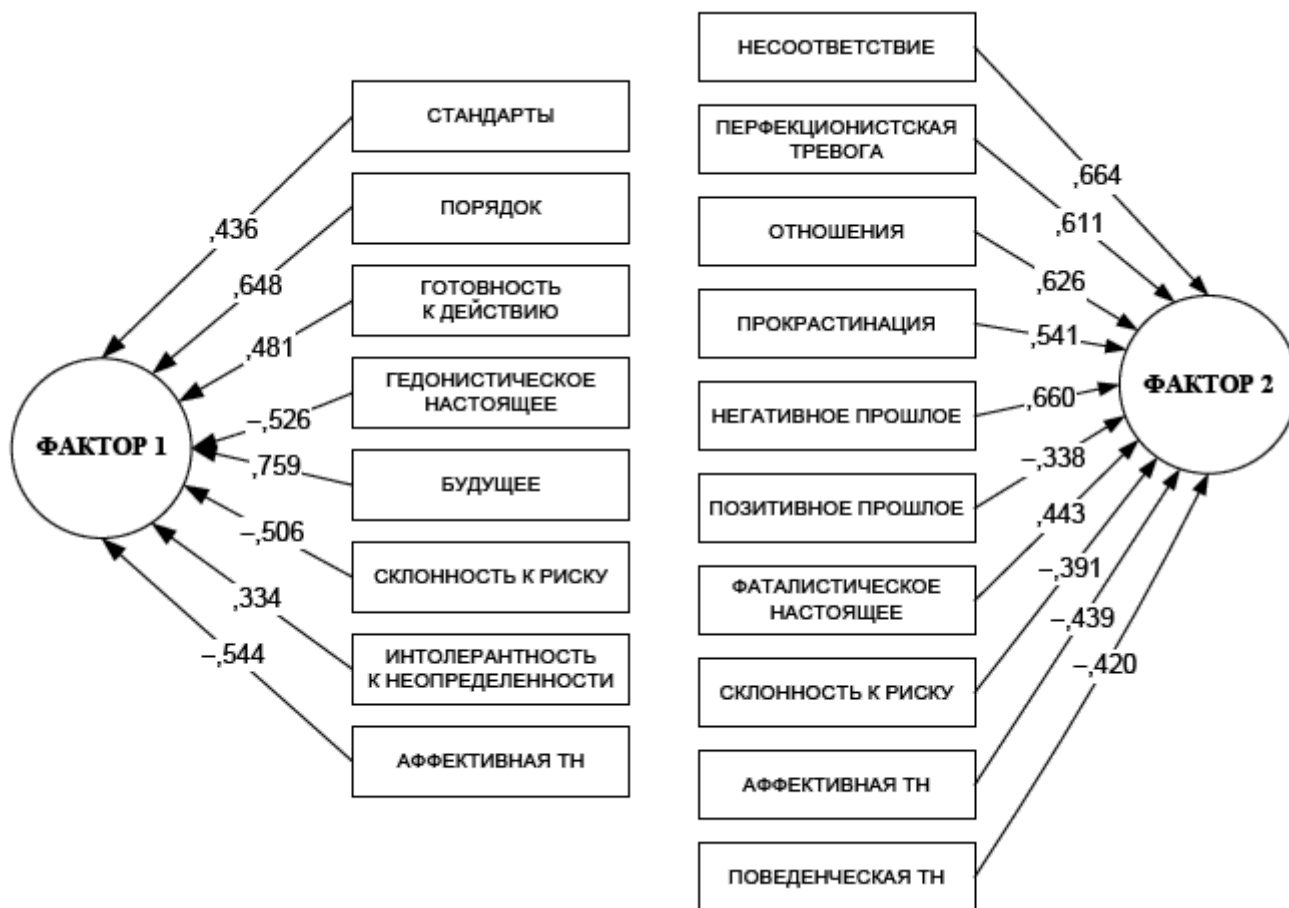 НЕСООТВЕТСТВИЕ
СТАНДАРТЫ
ПЕРФЕКЦИОНИСТСКАЯ
ТРЕВОГА
,664
ПОРЯДОК
,436
ОТНОШЕНИЯ
,611
,648
ГОТОВНОСТЬ
К ДЕЙСТВИЮ
,626
ПРОКРАСТИНАЦИЯ
,541
,481
ГЕДОНИСТИЧЕСКОЕ
НАСТОЯЩЕЕ
ФАКТОР 2
–,526
НЕГАТИВНОЕ ПРОШЛОЕ
,660
ФАКТОР 1
,759
БУДУЩЕЕ
–,338
ПОЗИТИВНОЕ ПРОШЛОЕ
,443
–,506
СКЛОННОСТЬ К РИСКУ
ФАТАЛИСТИЧЕСКОЕ
НАСТОЯЩЕЕ
–,391
,334
–,439
–,544
ИНТОЛЕРАНТНОСТЬ
К НЕОПРЕДЕЛЕННОСТИ
СКЛОННОСТЬ К РИСКУ
–,420
АФФЕКТИВНАЯ ТН
АФФЕКТИВНАЯ ТН
ПОВЕДЕНЧЕСКАЯ ТН